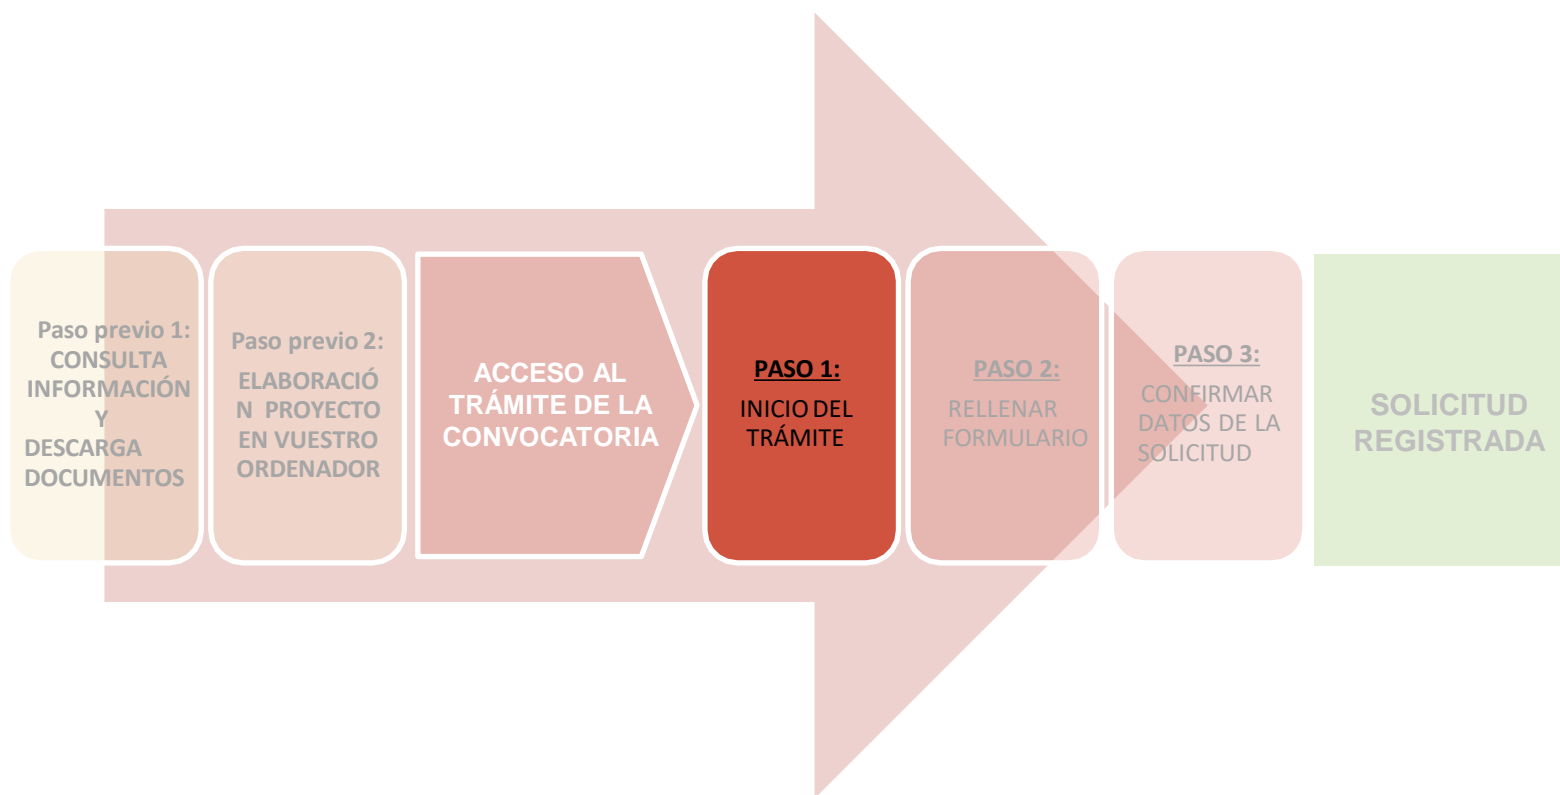 Paso previo 1:
CONSULTA
INFORMACIÓN
Y
DESCARGA
DOCUMENTOS
Paso previo 2:
ELABORACIÓ
N PROYECTO
EN VUESTRO
ORDENADOR
ACCESO AL
TRÁMITE DE LA
CONVOCATORIA
PASO 1:
INICIO DEL
TRÁMITE
PASO 2:
RELLENAR
FORMULARIO
PASO 3:
CONFIRMAR
DATOS DE LA
SOLICITUD
SOLICITUD
REGISTRADA